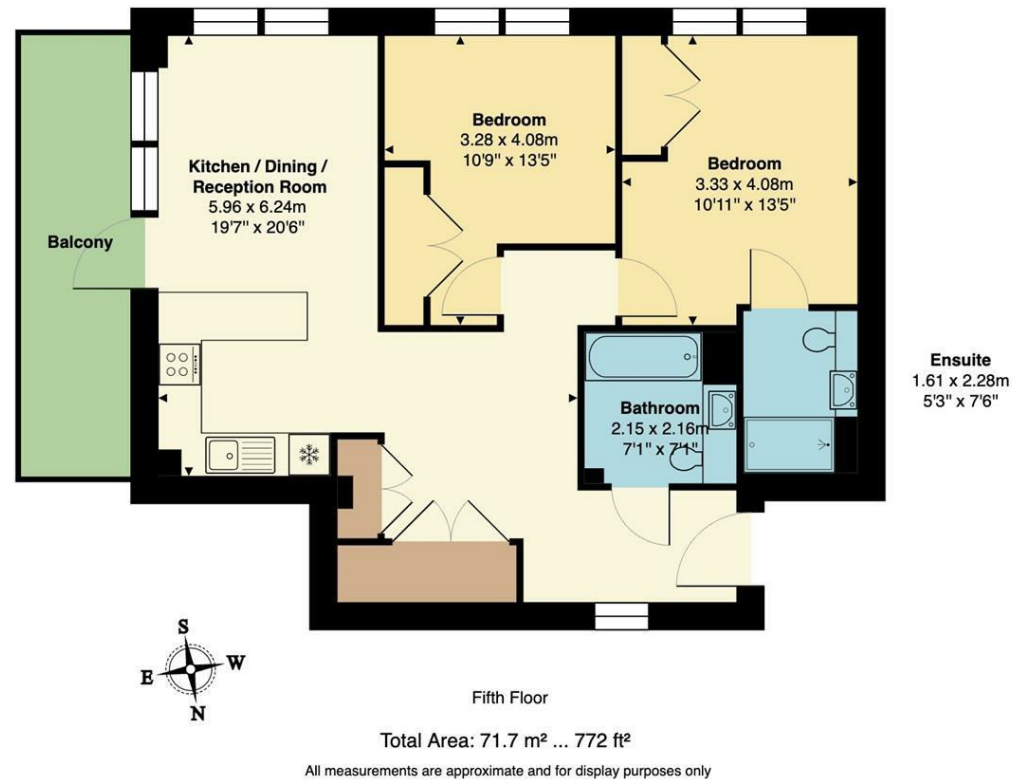 Kitchen / Dining /
Reception Room
5.96 x 6.24m
19'7" x 20'6"
Bedroom
3.28 x 4.08m
10'9" x 13'5"
Bedroom
3.33 x 4.08m
10'11" x 13'5"
Balcony
Ensuite
1.61 x 2.28m
5'3" x 7'6"
Bathroom
2.15 x 2.16m
7'1" x 7'1"
S
E
W
N
Fifth Floor
Total Area: 71.7 m² ... 772 ft²
All measurements are approximate and for display purposes only